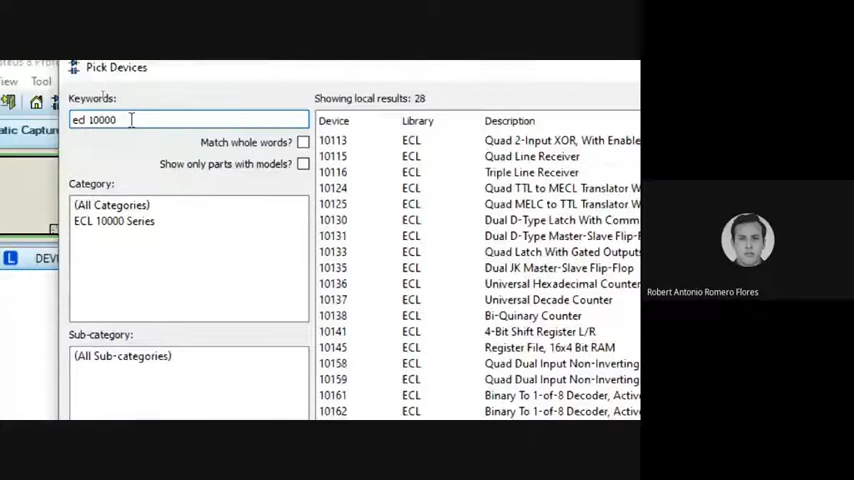 Pick Devices
iew Tool
atic Captur
DEVI
Keywords:
ecl 10000
Match whole words?
Show only parts with models?
Category:
(All Categories)
ECL 10000 Series
Sub-category:
(All Sub-categories)
Showing local results: 28
Device Library Description
10113 ECL Quad 2-Input XOR, With Enable
10115 ECL Quad Line Receiver
10116 ECL Triple Line Receiver
10124 ECL Quad TTL to MECL Translator W
10125 ECL Quad MELC to TTL Translator W
10130 ECL Dual D-Type Latch With Comm
10131 ECL Dual D-Type Master-Slave Flip-F
10133 ECL Quad Latch With Gated Outputs
10135 ECL Dual JK Master-Slave Flip-Flop
10136 ECL Universal Hexadecimal Counter
10137 ECL Universal Decade Counter
10138 ECL Bi-Quinary Counter
10141 ECL 4-Bit Shift Register L/R
10145 ECL Register File, 16x4 Bit RAM
10158 ECL Quad Dual Input Non-Inverting
10159 ECL Quad Dual Input Non-Inverting
10161 ECL Binary To 1-of-8 Decoder, Active
10162 ECL Binary To 1-of-8 Decoder, Active
Robert Antonio Romero Flores